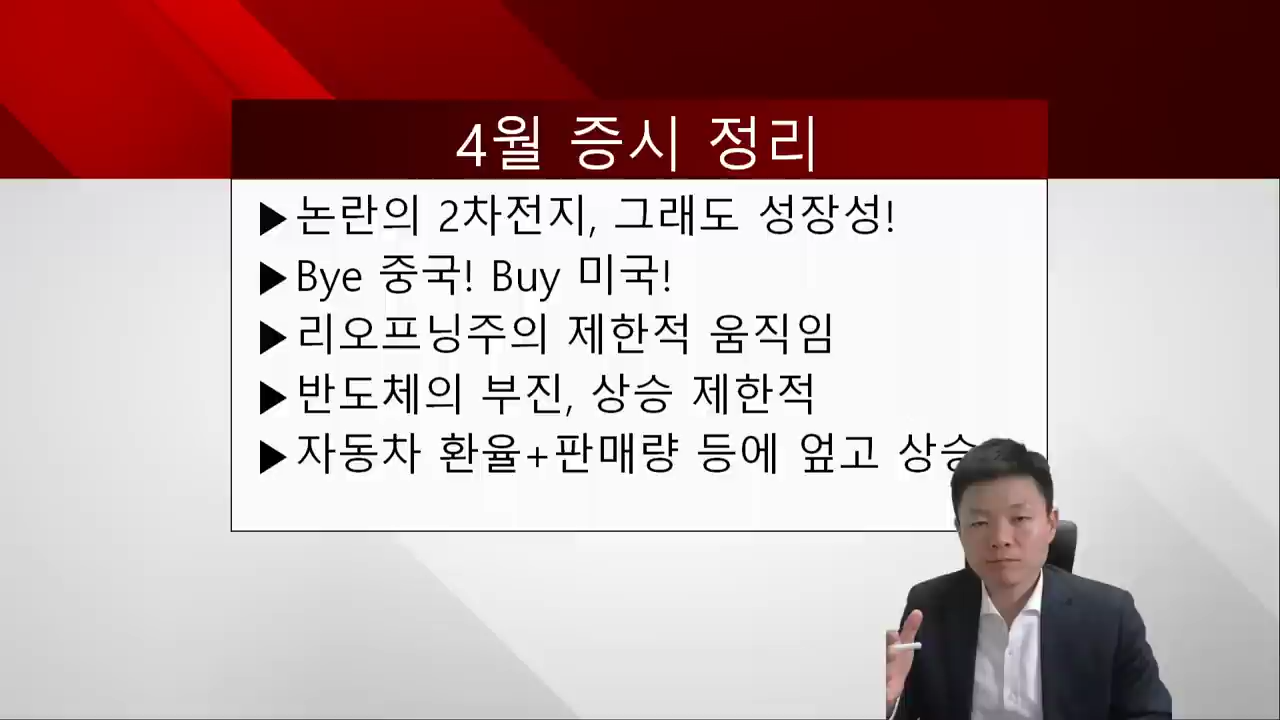 4월 증시 정리
▶논란의 2차전지, 그래도 성장성!
▶Bye 중국! Buy 미국!
▶리오프닝주의 제한적 움직임
▶반도체의 부진, 상승 제한적
▶자동차 환율+판매량 등에 엎고 상승